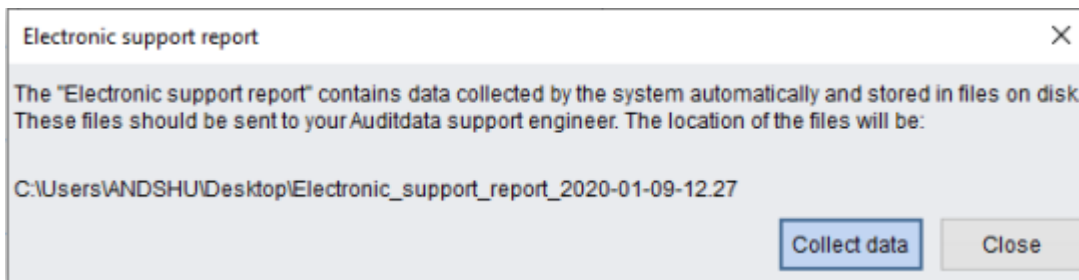 Electronic support report
The "Electronic support report" contains data collected by the system automatically and stored in files on disk.
These files should be sent to your Auditdata support engineer. The location of the files will be:
C:\Users\ANDSHU\Desktop\Electronic_support_report_2020-01-09-12.27
Collect data
Close